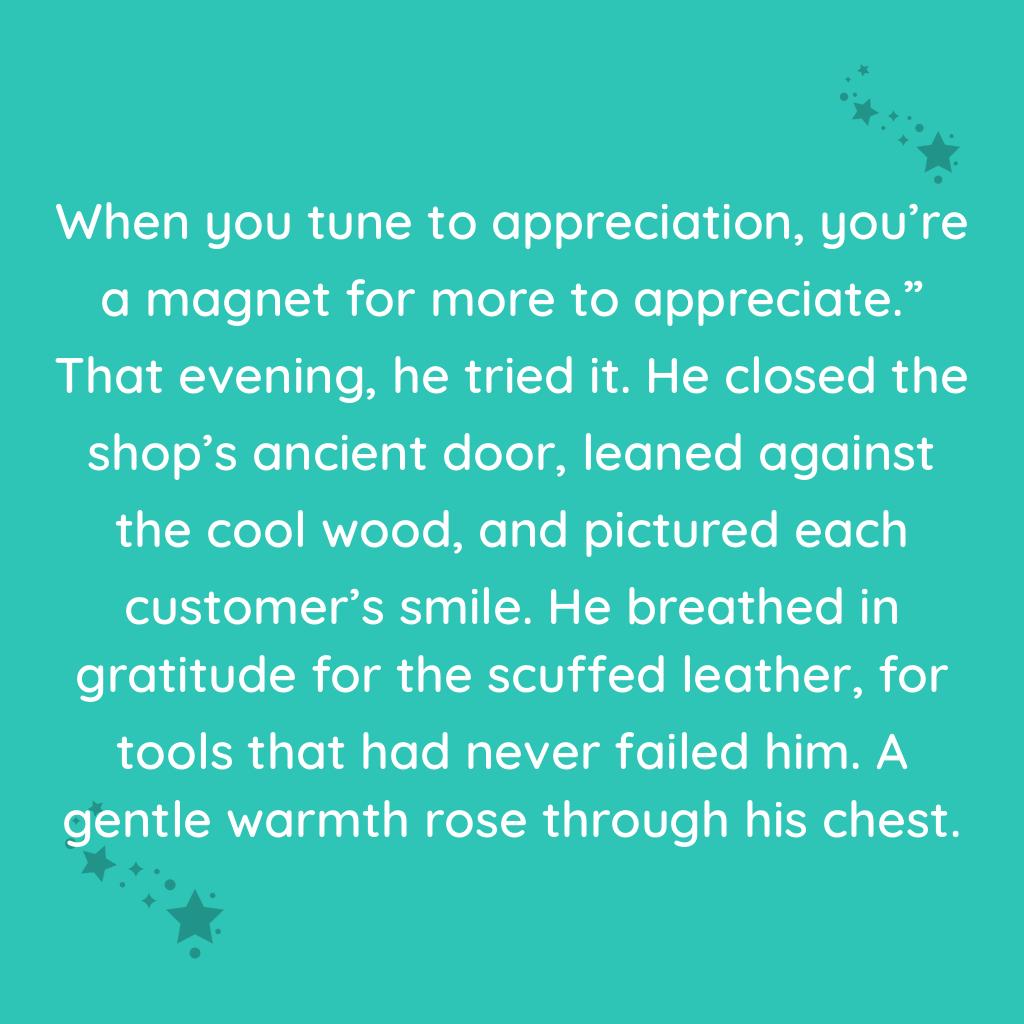 When you tune to appreciation, you’re
a magnet for more to appreciate.”
That evening, he tried it. He closed the
shop’s ancient door, leaned against
the cool wood, and pictured each
customer’s smile. He breathed in
gratitude for the scuffed leather, for
tools that had never failed him. A
gentle warmth rose through his chest.